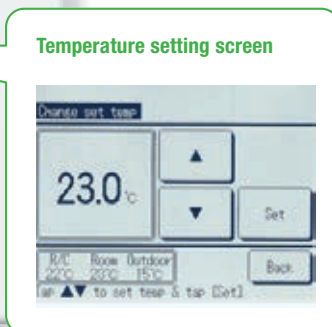 Temperature setting screen
Change set temp
▲
23.0 °C
▼
Set
R/C Room Outdoor
22°C 15°C
Back
Tap ▲▼ to set temp & tap [Set]